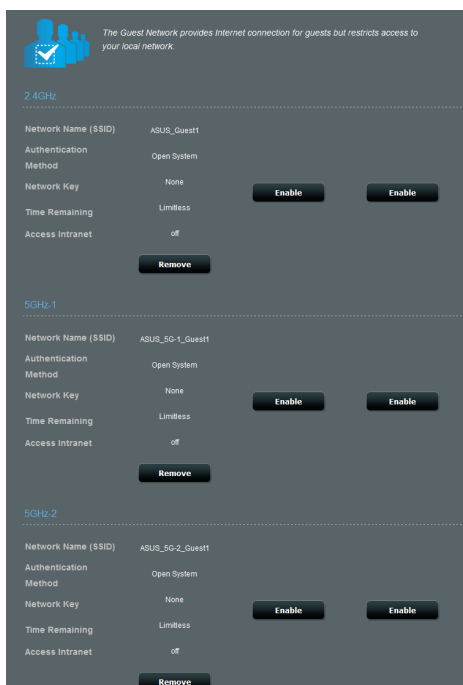 The Guest Network provides Internet connection for guests but restricts access to
your local network.
2.4GHz
Network Name (SSID) ASUS_Guest1
Authentication
Method
Open System
Network Key None
Enable Enable
Time Remaining Limitless
Access Intranet off
Remove
5GHz-1
Network Name (SSID) ASUS_5G-1_Guest1
Authentication
Method
Open System
Network Key None
Enable Enable
Time Remaining Limitless
Access Intranet off
Remove
5GHz-2
Network Name (SSID) ASUS_5G-2_Guest1
Authentication
Method
Open System
Network Key None
Enable Enable
Time Remaining Limitless
Access Intranet off
Remove